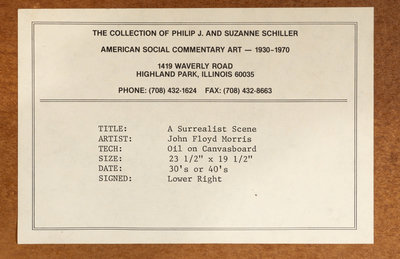 THE COLLECTION OF PHILIP J. AND SUZANNE SCHILLER
AMERICAN SOCIAL COMMENTARY ART — 1930-1970
1419 WAVERLY ROAD
HIGHLAND PARK, ILLINOIS 60035
PHONE: (708) 432-1624 FAX: (708) 432-8663
TITLE: A Surrealist Scene
ARTIST: John Floyd Morris
TECH: Oil on Canvasboard
SIZE: 23 1/2" x 19 1/2"
DATE: 30's or 40's
SIGNED: Lower Right